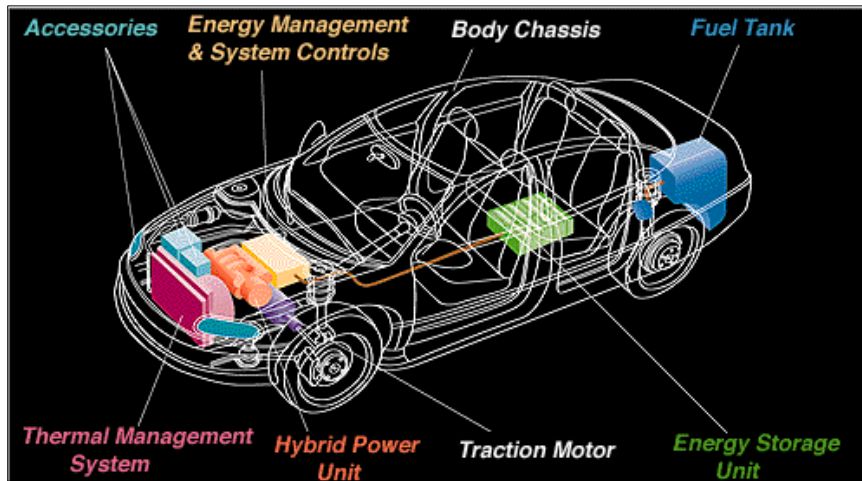 Accessories
Energy Management
& System Controls
Body Chassis
Fuel Tank
Thermal Management
System
Hybrid Power
Unit
Traction Motor
Energy Storage
Unit